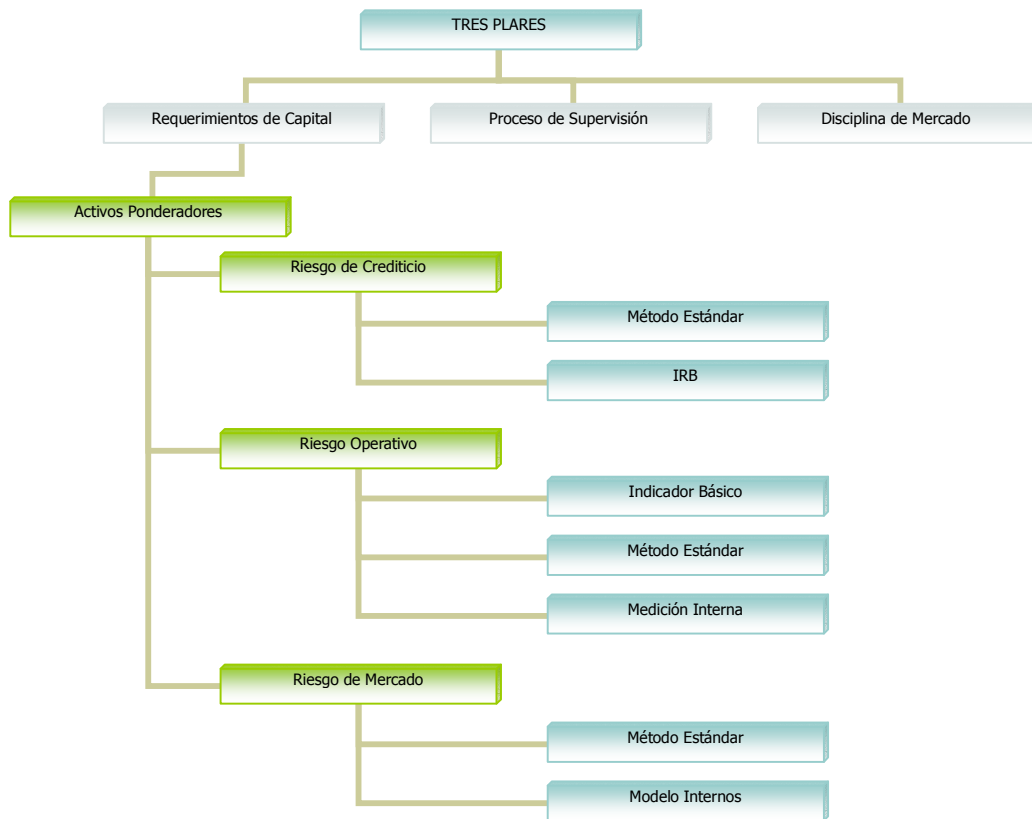 TRES PLARES
Requerimientos de Capital
Proceso de Supervisión
Disciplina de Mercado
Activos Ponderadores
Riesgo de Crediticio
Método Estándar
IRB
Riesgo Operativo
Indicador Básico
Método Estándar
Medición Interna
Riesgo de Mercado
Método Estándar
Modelo Internos